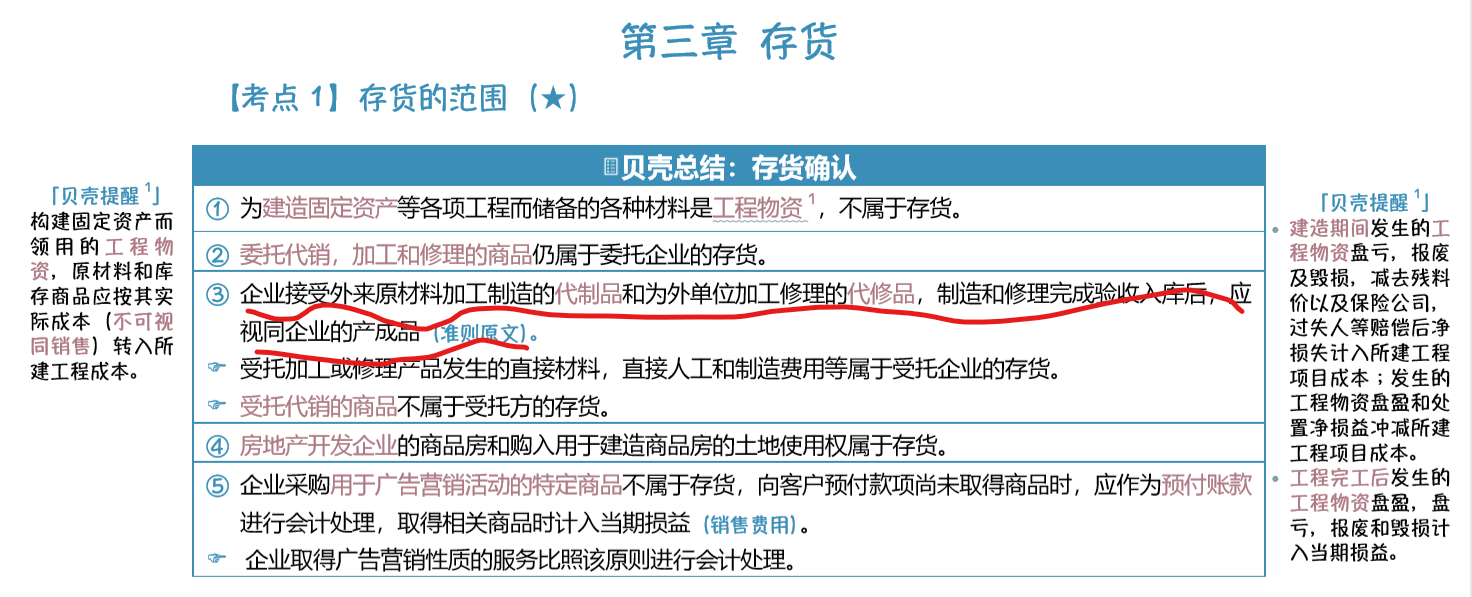 第三章 存货
【考点 1】存货的范围（★）
「贝壳提醒1」
构建固定资产而
领用的工程物
资，原材料和库
存商品应按其实
际成本（不可视
同销售）转入所
建工程成本。
贝壳总结：存货确认
① 为建造固定资产等各项工程而储备的各种材料是工程物资1，不属于存货。
② 委托代销，加工和修理的商品仍属于委托企业的存货。
③ 企业接受外来原材料加工制造的代制品和为外单位加工修理的代修品，制造和修理完成验收入库后，应
视同企业的产成品（准则原文）。
☞ 受托加工或修理产品发生的直接材料，直接人工和制造费用等属于受托企业的存货。
☞ 受托代销的商品不属于受托方的存货。
④ 房地产开发企业的商品房和购入用于建造商品房的土地使用权属于存货。
⑤ 企业采购用于广告营销活动的特定商品不属于存货，向客户预付款项尚未取得商品时，应作为预付账款
进行会计处理，取得相关商品时计入当期损益（销售费用）。
☞ 企业取得广告营销性质的服务比照该原则进行会计处理。
「贝壳提醒1」
• 建造期间发生的工
程物资盘亏，报废
及毁损，减去残料
价以及保险公司，
过失人等赔偿后净
损失计入所建工程
项目成本；发生的
工程物资盘盈和处
置净损益冲减所建
工程项目成本。
• 工程完工后发生的
工程物资盘盈，盘
亏，报废和毁损计
入当期损益。